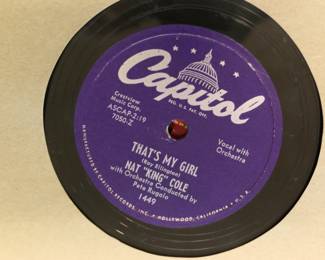 Capitol
REG. U.S. PAT. OFF.
Crestview
Music Corp.
ASCAP-2:19
7050-Z
Vocal with
Orchestra
THAT'S MY GIRL
(Ray Ellington)
NAT "KING" COLE
with Orchestra Conducted by
Pete Rugolo
1449
MANUFACTURED BY CAPITOL RECORDS, INC. • HOLLYWOOD, CALIFORNIA • U.S.A.